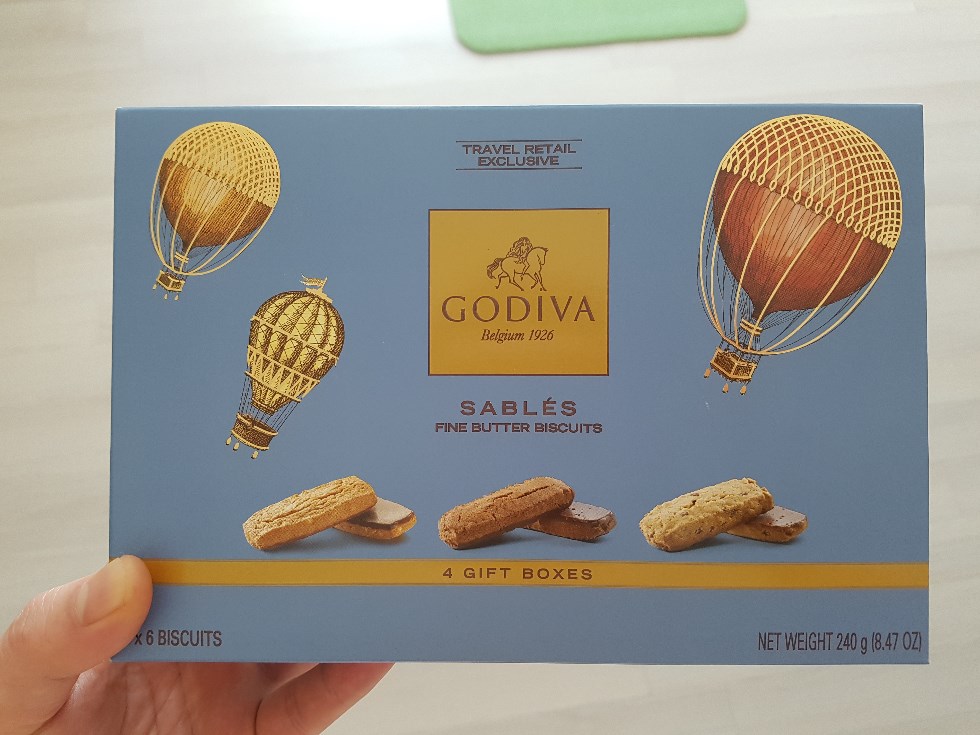 TRAVEL RETAIL
EXCLUSIVE
GODIVA
Belgium 1926
SABLÉS
FINE BUTTER BISCUITS
4 GIFT BOXES
x 6 BISCUITS
NET WEIGHT 240 g (8.47 OZ)